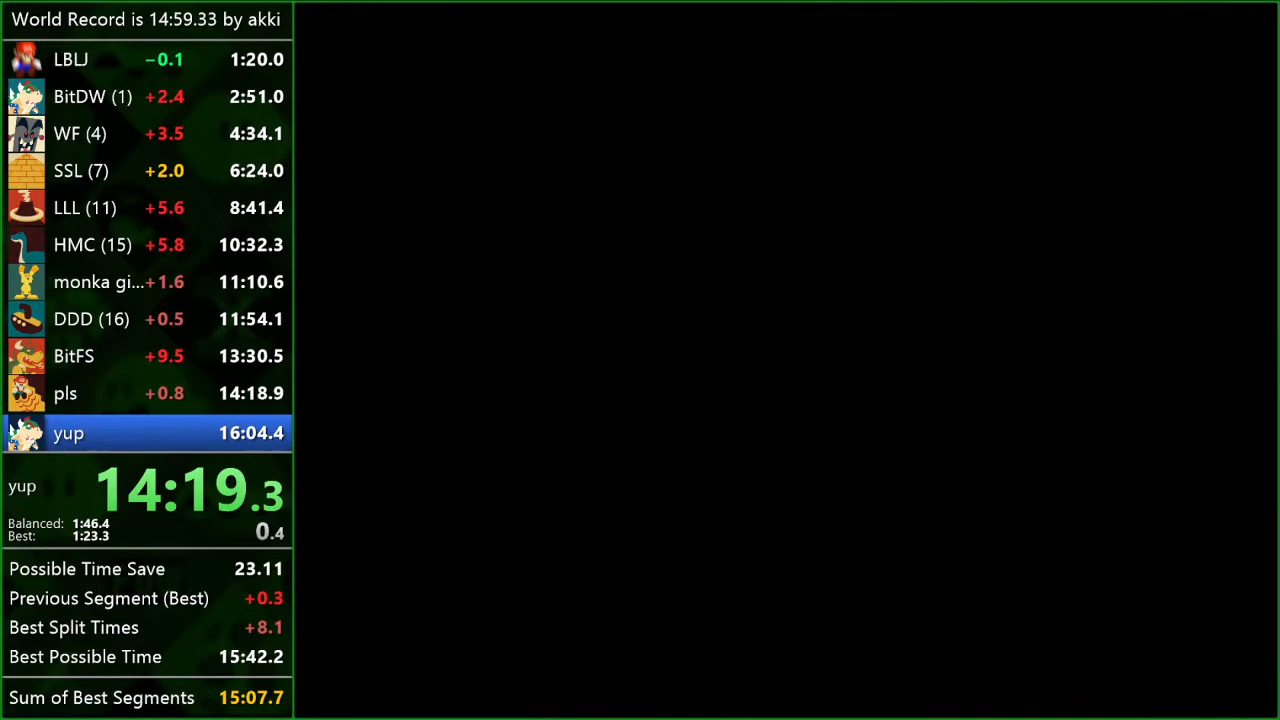 World Record is 14:59.33 by akki
LBLJ −0.1 1:20.0
BitDW (1) +2.4 2:51.0
WF (4) +3.5 4:34.1
SSL (7) +2.0 6:24.0
LLL (11) +5.6 8:41.4
HMC (15) +5.8 10:32.3
monka gi... +1.6 11:10.6
DDD (16) +0.5 11:54.1
BitFS +9.5 13:30.5
pls +0.8 14:18.9
yup 16:04.4
yup 14:19.3
Balanced: 1:46.4
Best: 1:23.3 0.4
Possible Time Save 23.11
Previous Segment (Best) +0.3
Best Split Times +8.1
Best Possible Time 15:42.2
Sum of Best Segments 15:07.7